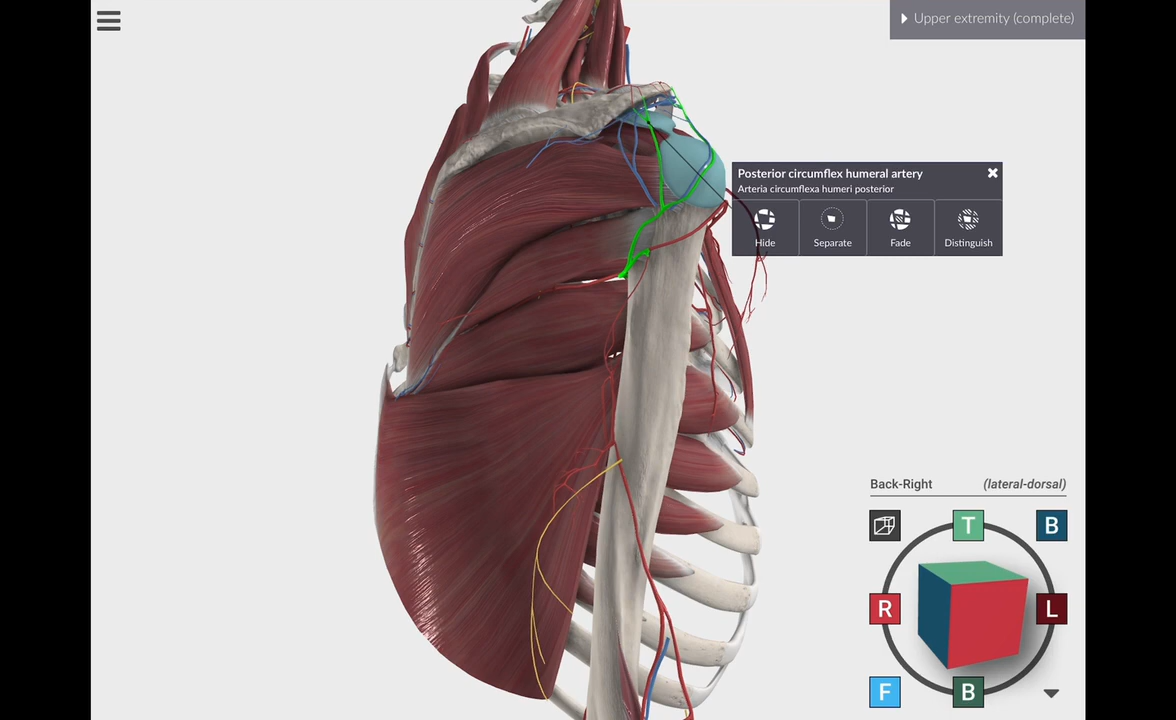 Upper extremity (complete)
Posterior circumflex humeral artery
Arteria circumflexa humeri posterior
Hide Separate Fade Distinguish
Back-Right (lateral-dorsal)
T B
R L
F B